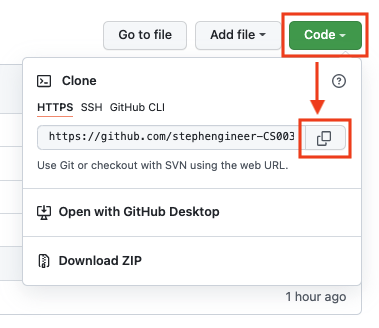 Go to file Add file Code
Clone
HTTPS SSH GitHub CLI
https://github.com/stephengineer-CS003
Use Git or checkout with SVN using the web URL.
Open with GitHub Desktop
Download ZIP
1 hour ago